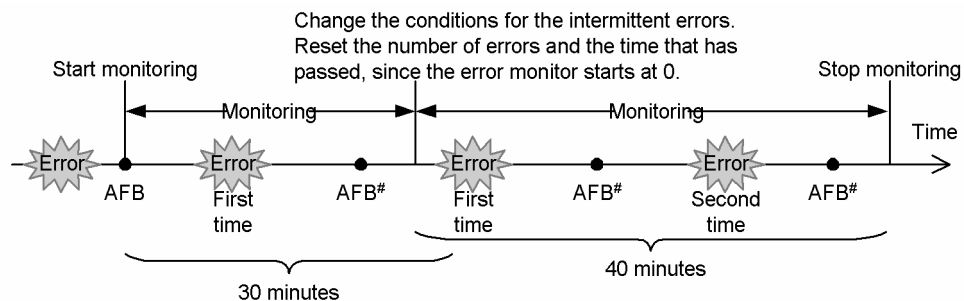 Change the conditions for the intermittent errors.
Reset the number of errors and the time that has
passed, since the error monitor starts at 0.
Start monitoring
Stop monitoring
Monitoring
Monitoring
Time
Error
Error
Error
Error
AFB
First
time
AFB#
First
time
AFB#
Second
time
AFB#
30 minutes
40 minutes